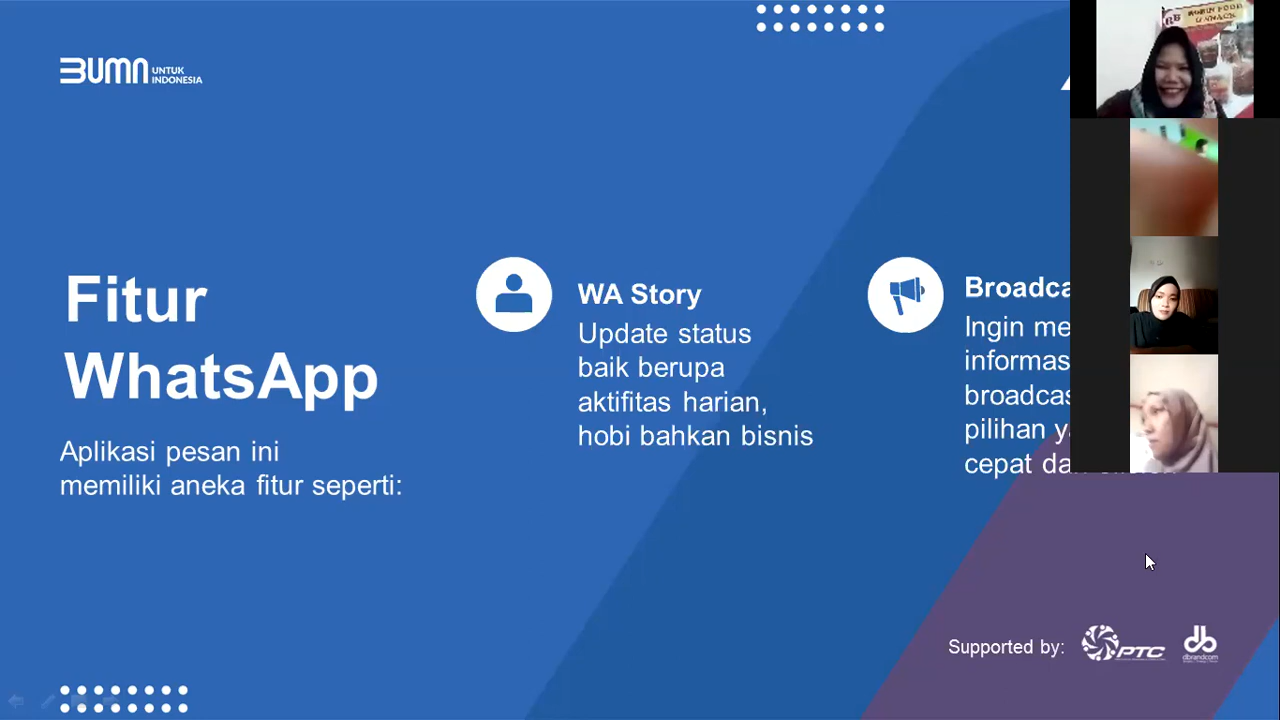 BUMN UNTUK
INDONESIA
Fitur
WhatsApp
Aplikasi pesan ini
memiliki aneka fitur seperti:
WA Story
Update status
baik berupa
aktifitas harian,
hobi bahkan bisnis
Broadca
Ingin me
informas
broadcas
pilihan y
cepat da
Supported by:
PTC
dbrandcom